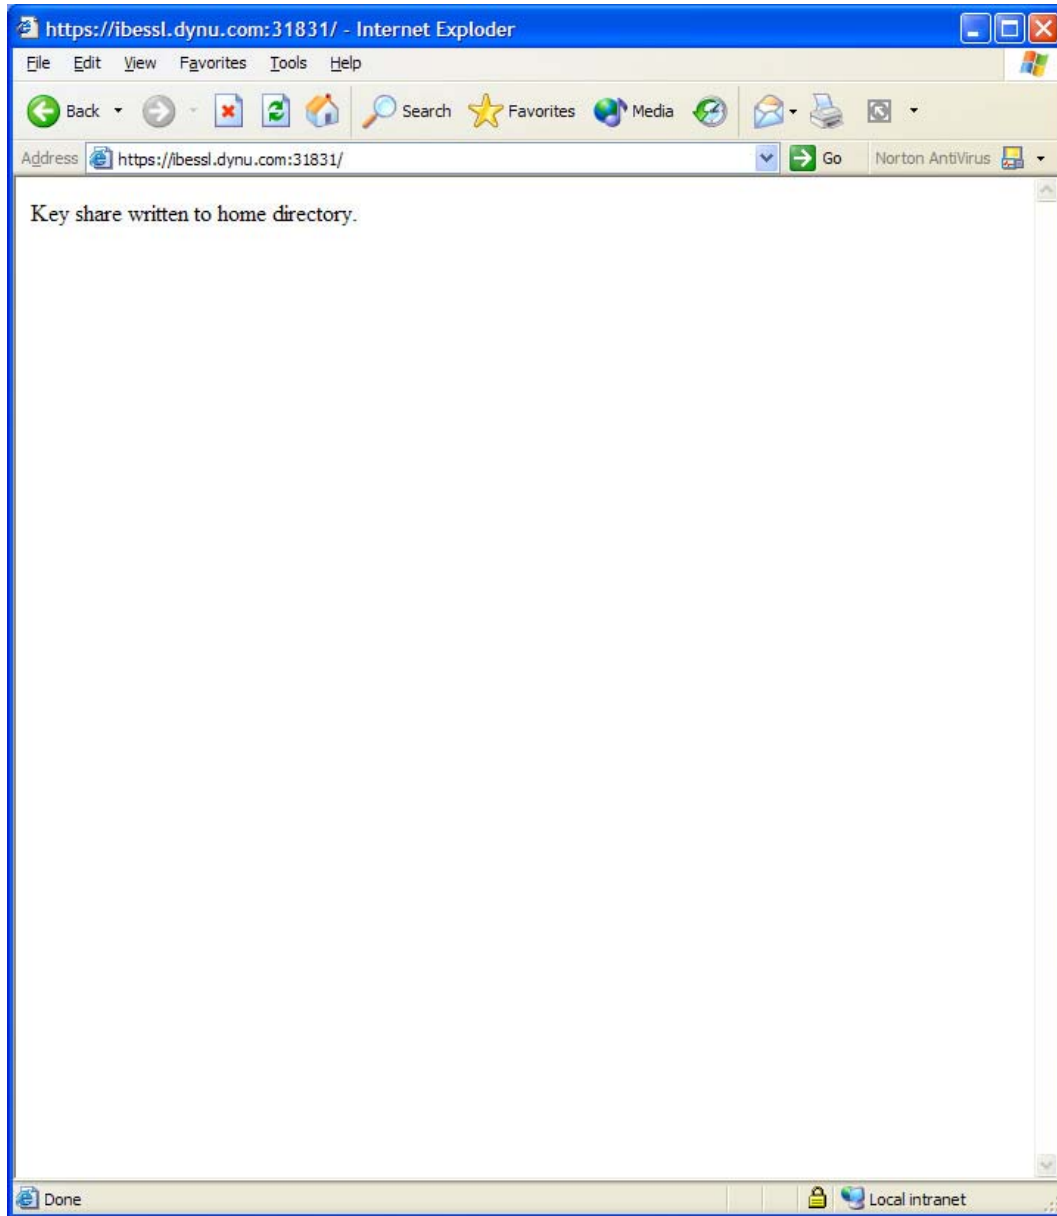 https://ibessl.dynu.com:31831/ - Internet Exploder
File Edit View Favorites Tools Help
Back Search Favorites Media
Address https://ibessl.dynu.com:31831/ Go Norton AntiVirus
Key share written to home directory.
Done Local intranet